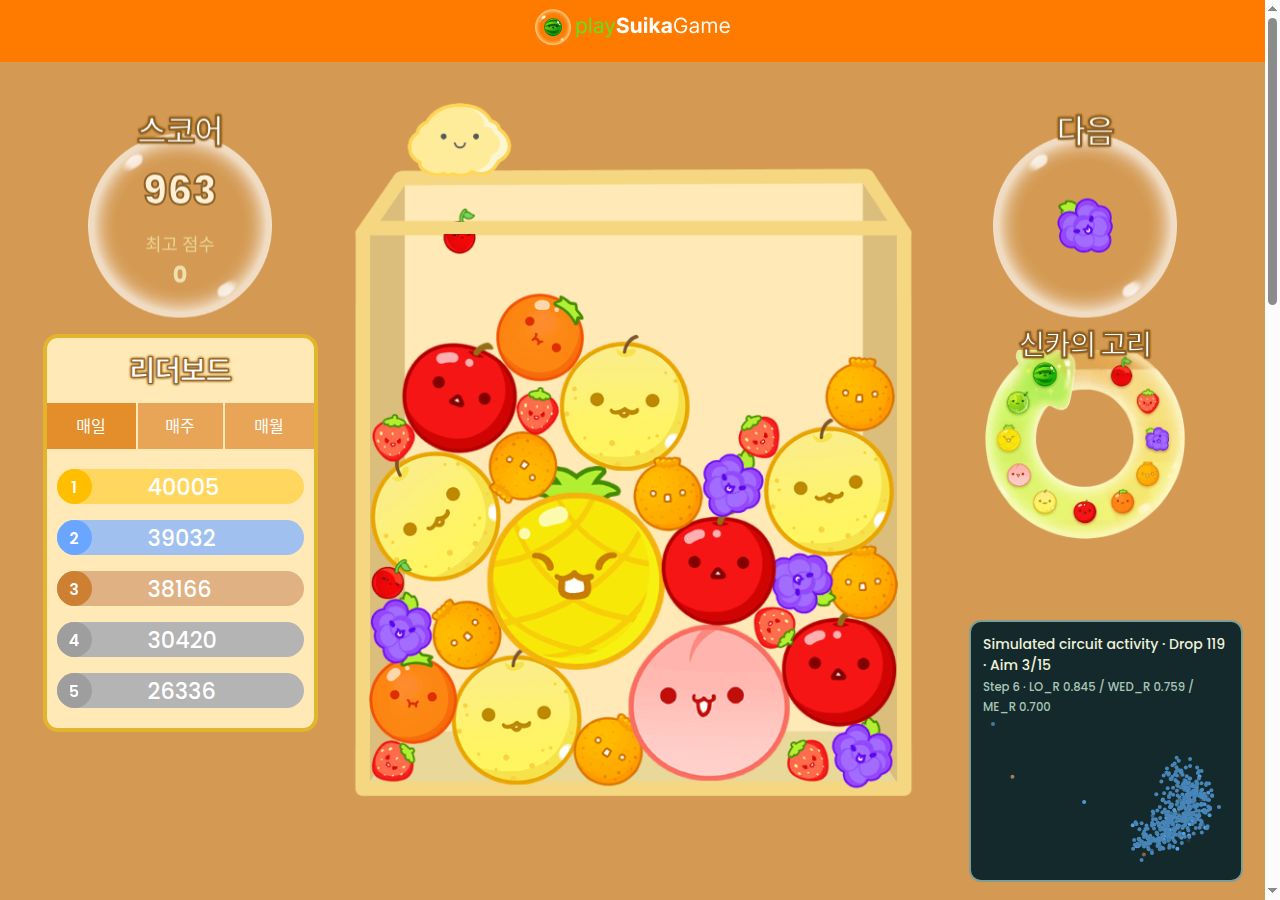 playSuikaGame
스코어
963
최고 점수
0
다음
신카의 고리
리더보드
매일 매주 매월
1 40005
2 39032
3 38166
4 30420
5 26336
Simulated circuit activity · Drop 119
· Aim 3/15
Step 6 · LO_R 0.845 / WED_R 0.759 /
ME_R 0.700